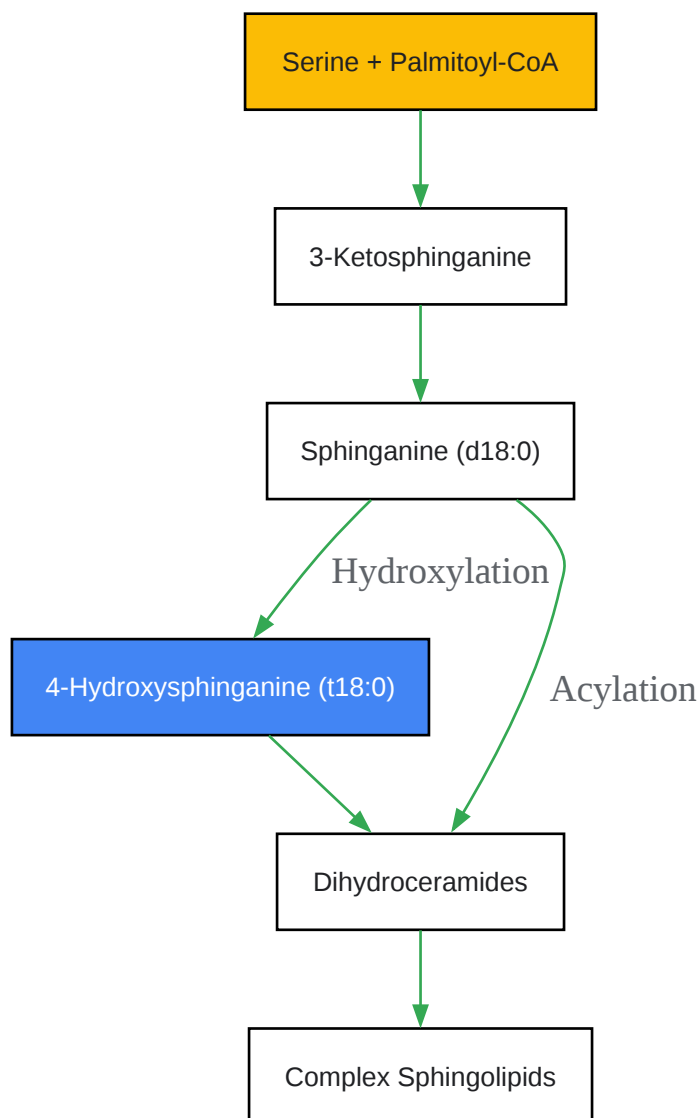 Serine + Palmitoyl-CoA
3-Ketosphinganine
Sphinganine (d18:0)
Hydroxylation
4-Hydroxysphinganine (t18:0)
Acylation
Dihydroceramides
Complex Sphingolipids